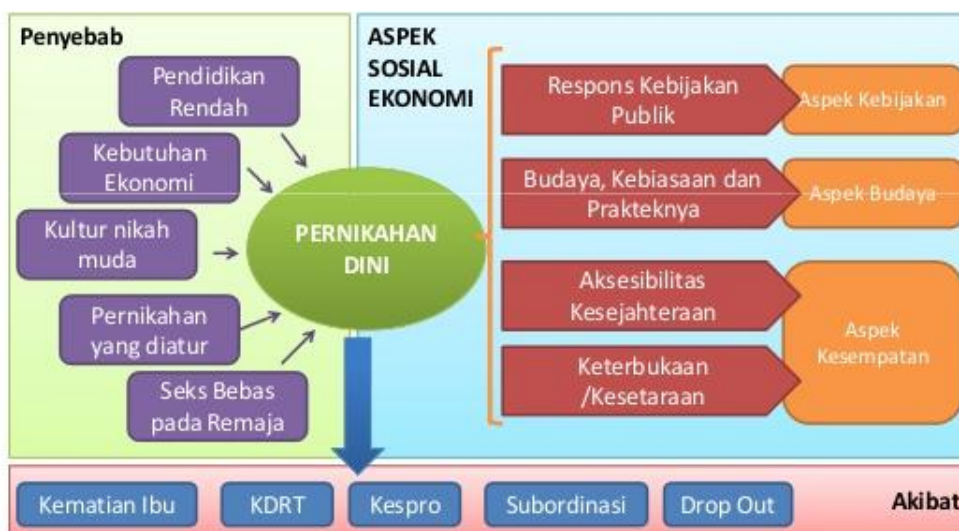 Penyebab
Pendidikan
Rendah
Kebutuhan
Ekonomi
Kultur nikah
muda
Pernikahan
yang diatur
Seks Bebas
pada Remaja
PERNIKAHAN
DINI
ASPEK
SOSIAL
EKONOMI
Respons Kebijakan
Publik
Aspek Kebijakan
Budaya, Kebiasaan dan
Prakteknya
Aspek Budaya
Aksesibilitas
Kesejahteraan
Keterbukaan
/Kesetaraan
Aspek
Kesempatan
Kematian Ibu
KDRT
Kespro
Subordinasi
Drop Out
Akibat